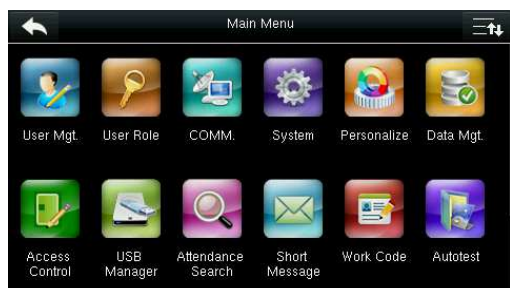 Main Menu
User Mgt. User Role COMM. System Personalize Data Mgt.
Access Control USB Manager Attendance Search Short Message Work Code Autotest